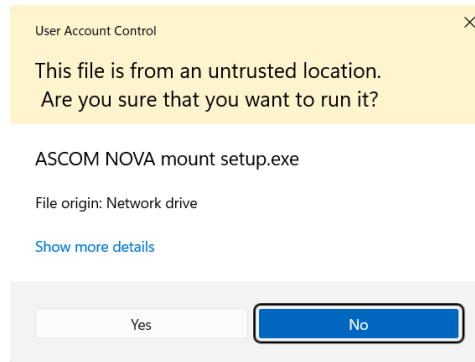 User Account Control
This file is from an untrusted location.
Are you sure that you want to run it?
ASCOM NOVA mount setup.exe
File origin: Network drive
Show more details
Yes
No